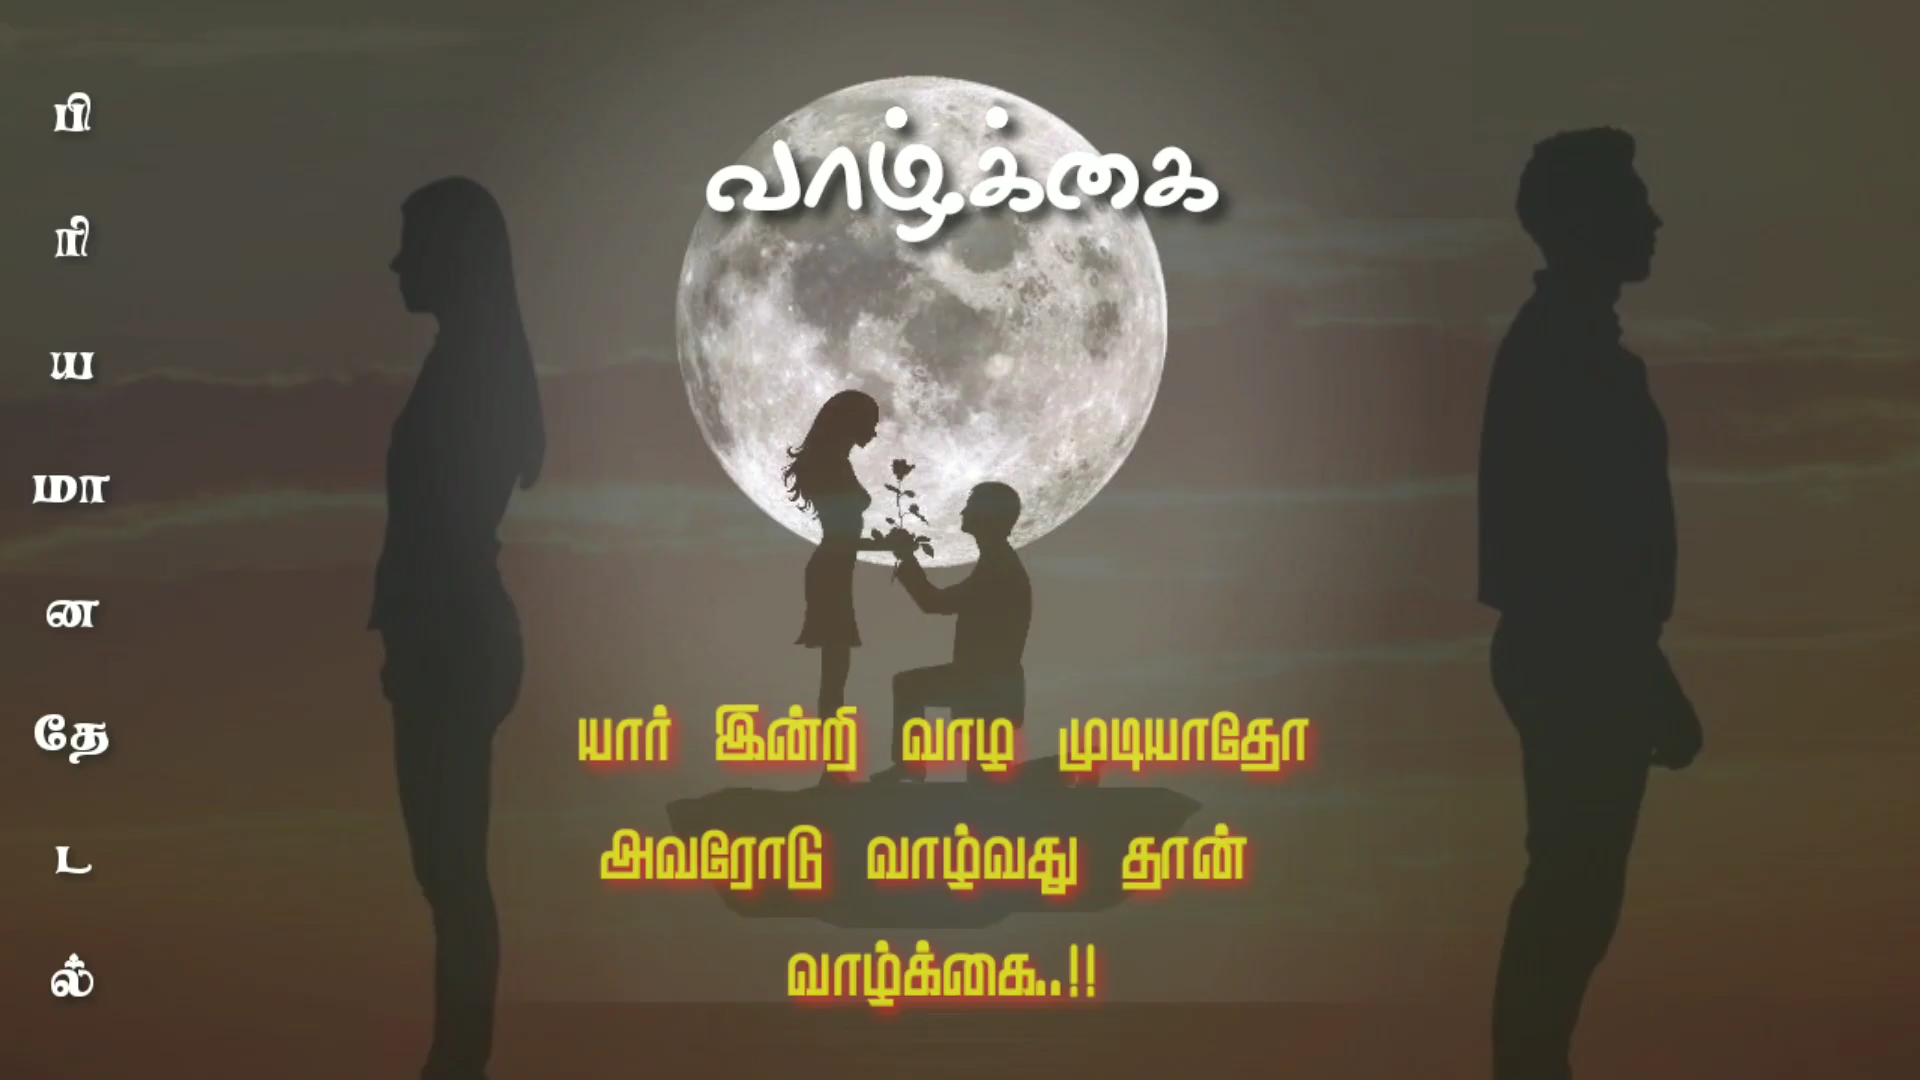 வாழ்க்கை
யார் இன்றி வாழ முடியாதோ
அவரோடு வாழ்வது தான்
வாழ்க்கை..!!
பி
ரி
ய
மா
ன
தே
ட
ல்